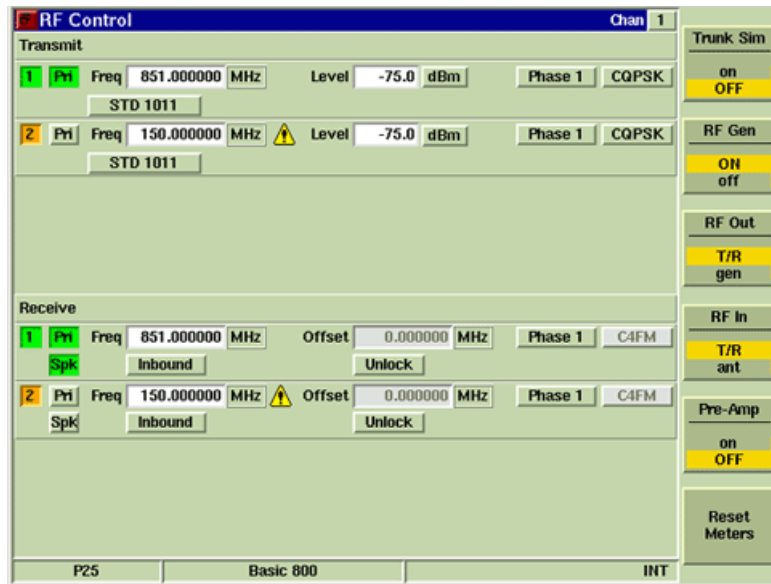 RF Control Chan 1
Transmit
1 Pri Freq 851.000000 MHz Level -75.0 dBm Phase 1 CQPSK
STD 1011
2 Pri Freq 150.000000 MHz Level -75.0 dBm Phase 1 CQPSK
STD 1011
Receive
1 Pri Freq 851.000000 MHz Offset 0.000000 MHz Phase 1 C4FM
Spk Inbound Unlock
2 Pri Freq 150.000000 MHz Offset 0.000000 MHz Phase 1 C4FM
Spk Inbound Unlock
P25 Basic 800 INT
Trunk Sim
on
OFF
RF Gen
ON
off
RF Out
T/R
gen
RF In
T/R
ant
Pre-Amp
on
OFF
Reset
Meters